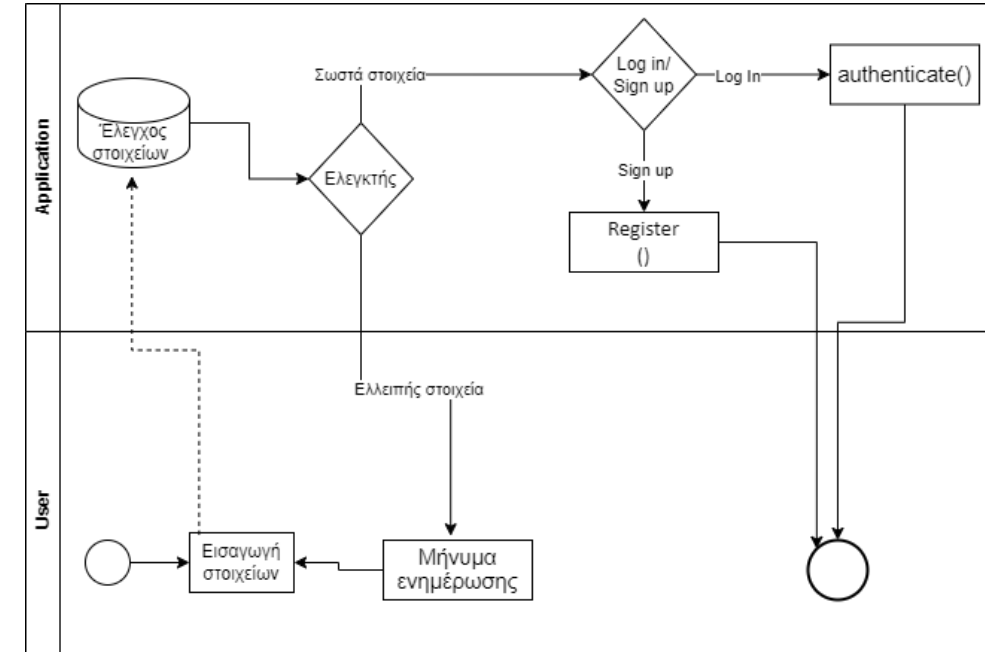 Application
Σωστά στοιχεία
Log in/
Sign up
Log In
authenticate()
Έλεγχος
στοιχείων
Ελεγκτής
Sign up
Register
()
User
Ελλειπής στοιχεία
Εισαγωγή
στοιχείων
Μήνυμα
ενημέρωσης